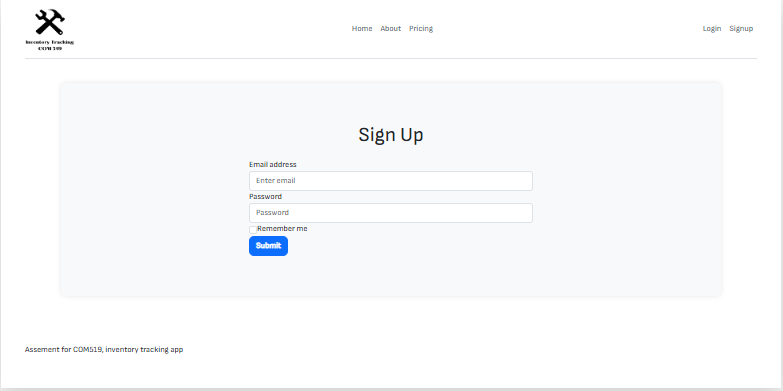 Inventory Tracking
COM 519
Home About Pricing
Login Signup
Sign Up
Email address
Enter email
Password
Password
Remember me
Submit
Assement for COM519, inventory tracking app